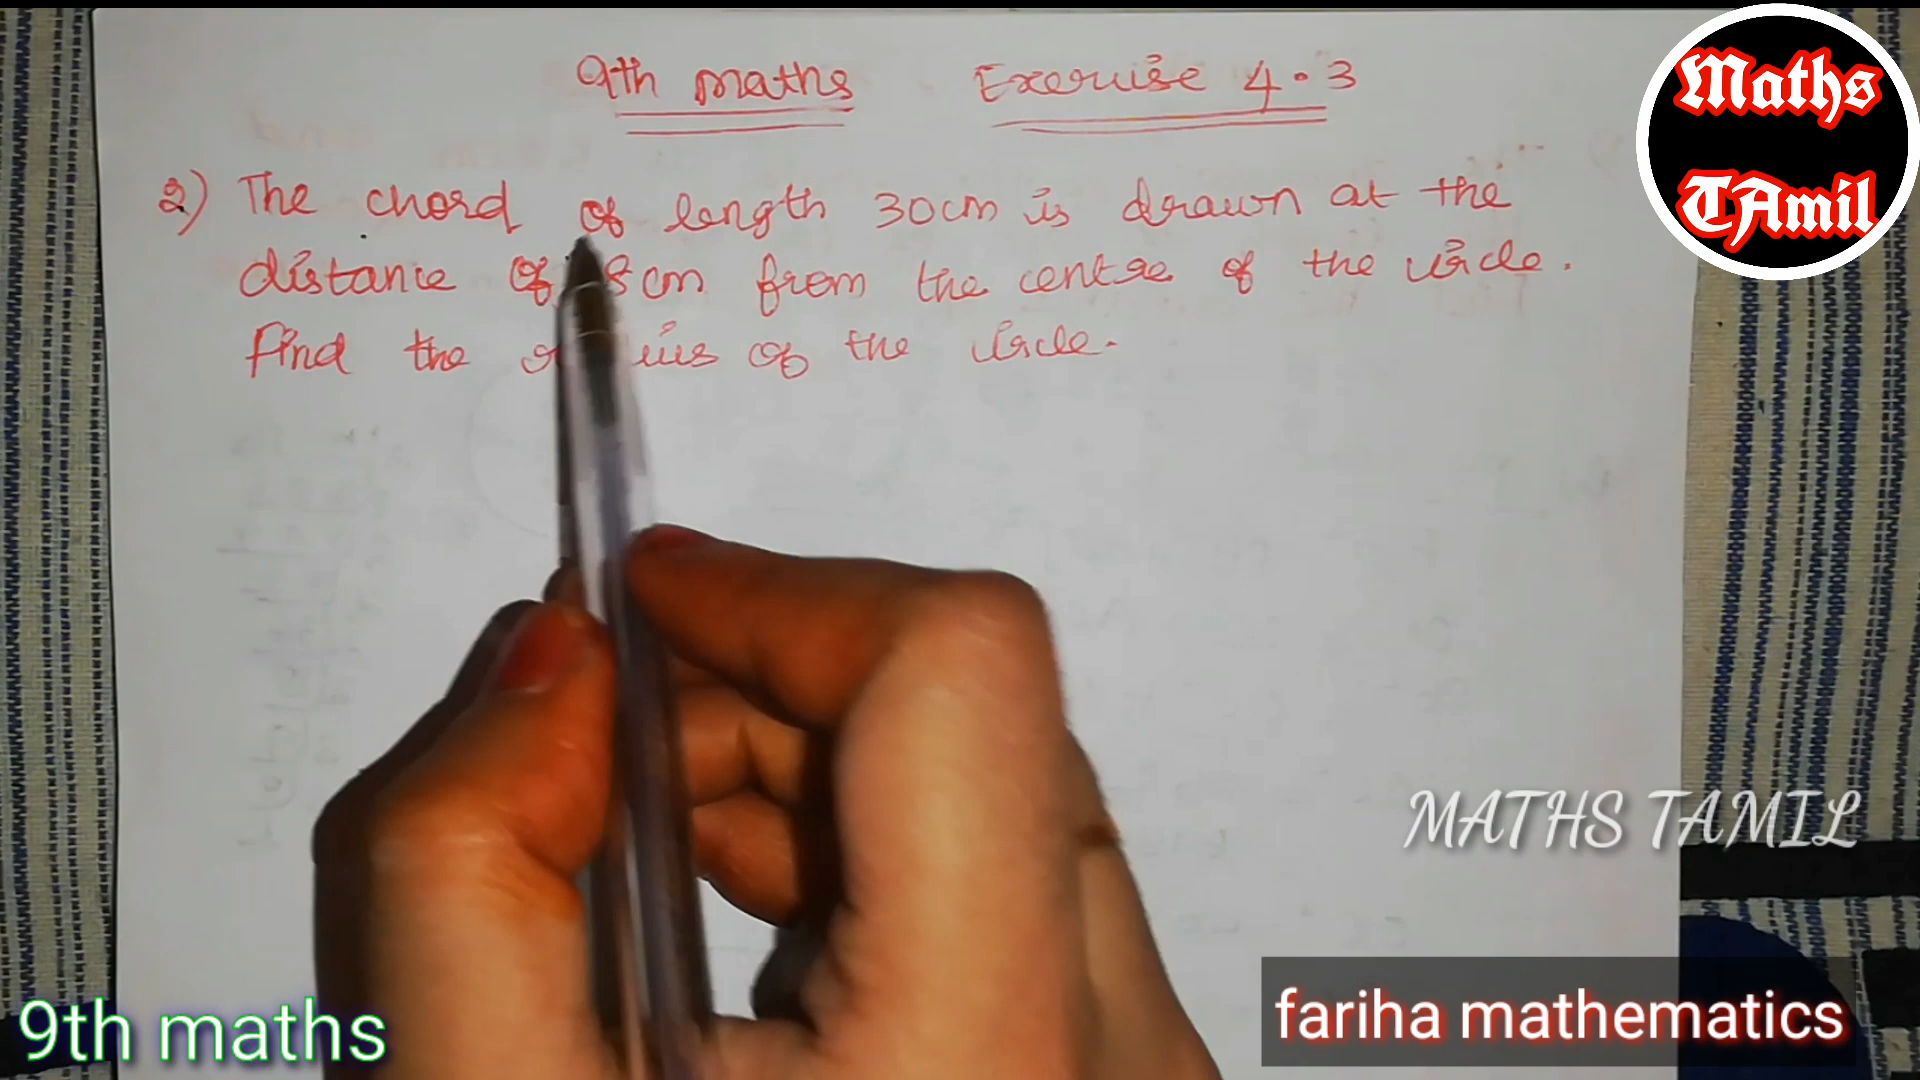 9th maths Exercise 4.3
Maths
TAmil
2) The chord of length 30cm is drawn at the
distance of 8cm from the centre of the circle.
Find the of the circle.
MATHS TAMIL
fariha mathematics
9th maths